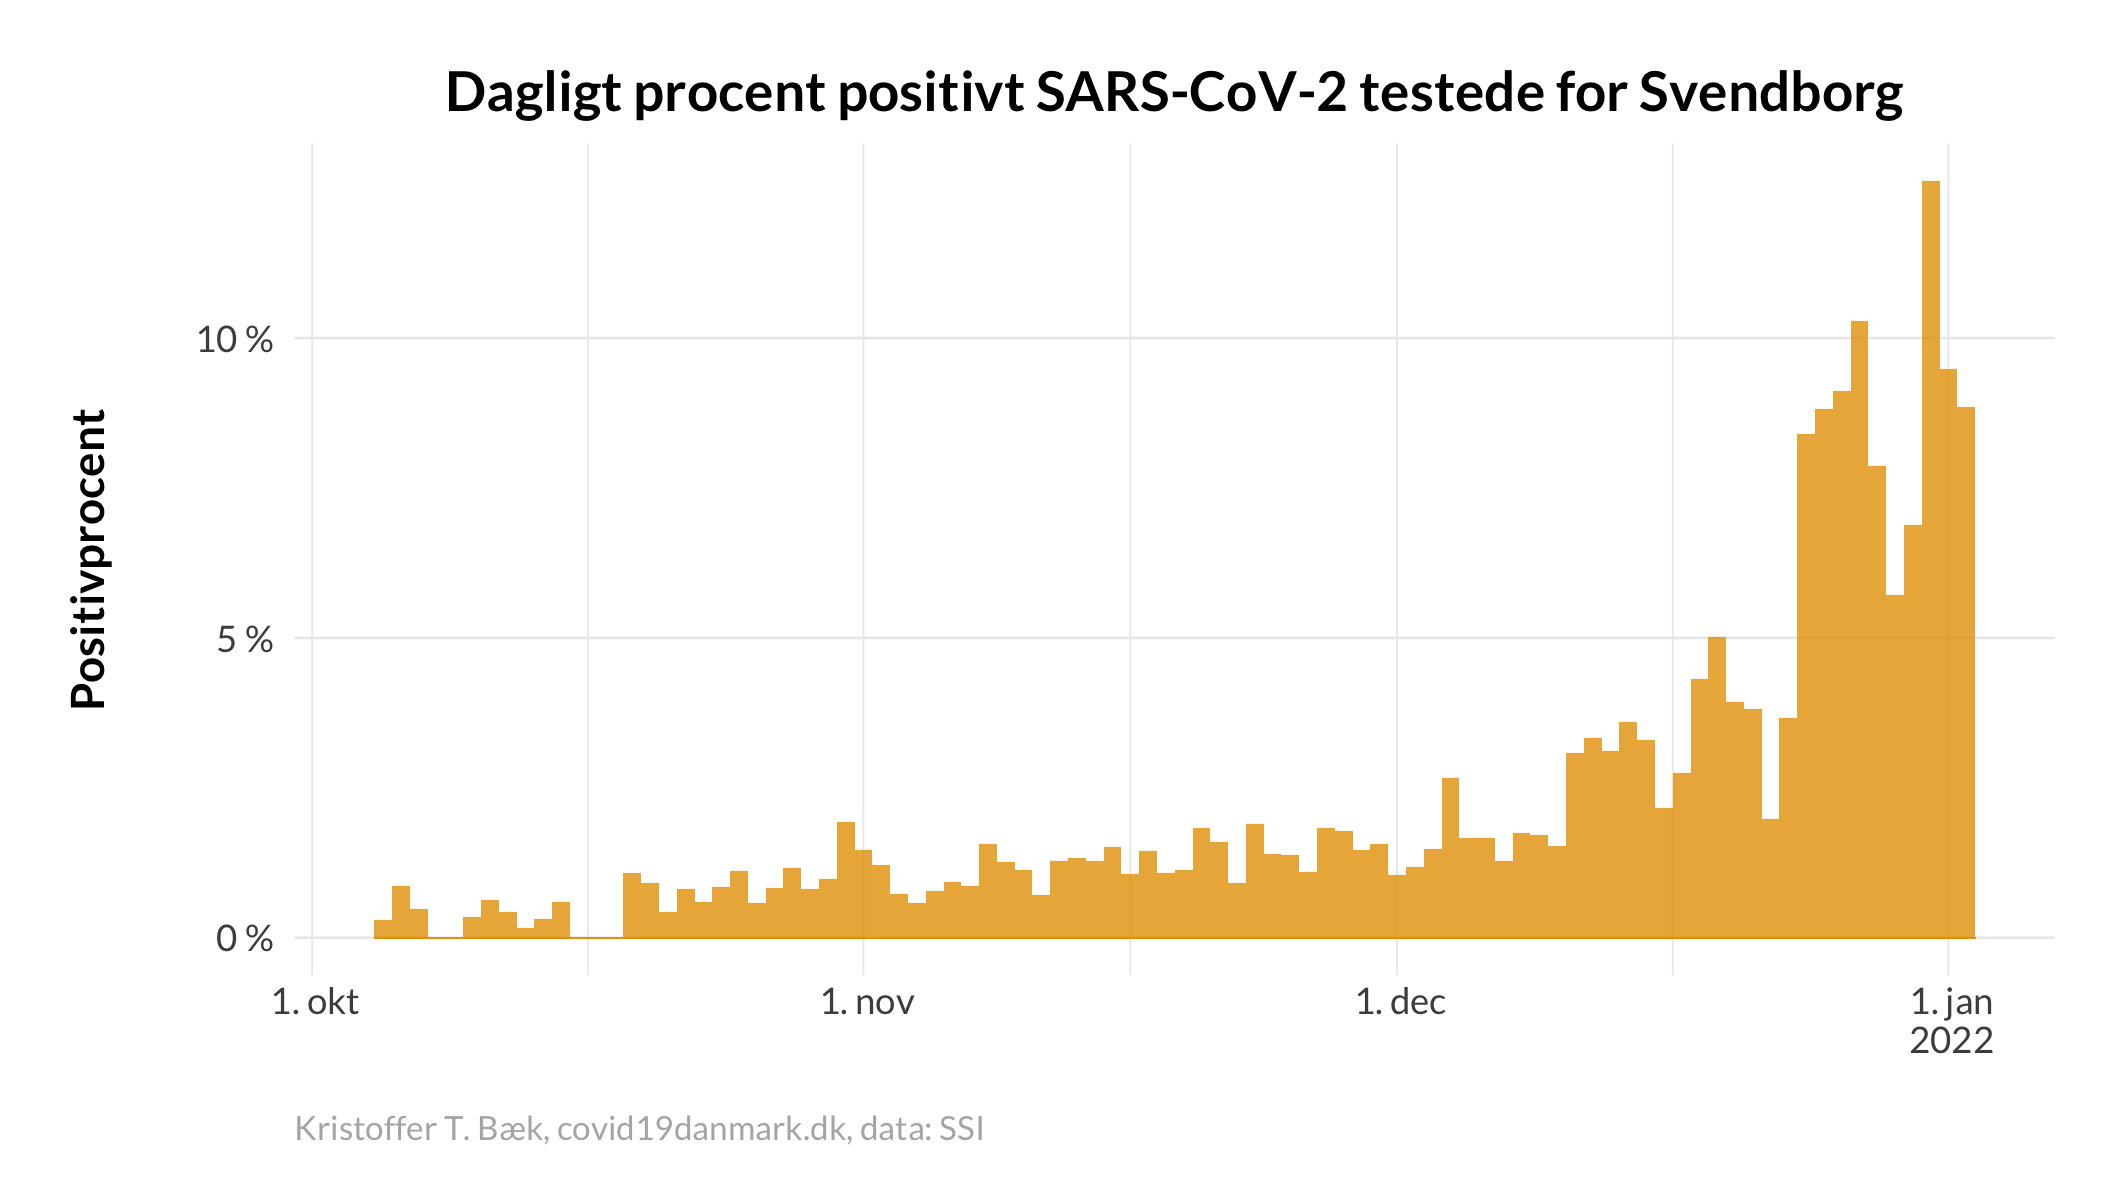 Dagligt procent positivt SARS-CoV-2 testede for Svendborg
Positivprocent
10 %
5 %
0 %
1. okt
1. nov
1. dec
1. jan
2022
Kristoffer T. Bæk, covid19danmark.dk, data: SSI